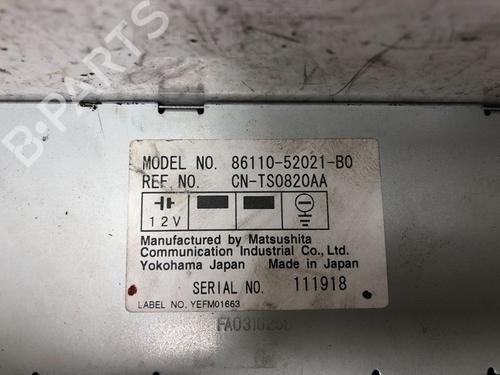 B-PARTS
MODEL NO. 86110-52021-B0
REF. NO. CN-TS0820AA
12V
Manufactured by Matsushita
Communication Industrial Co., Ltd.
Yokohama Japan Made in Japan
SERIAL NO. 111918
LABEL NO. YEFM01663